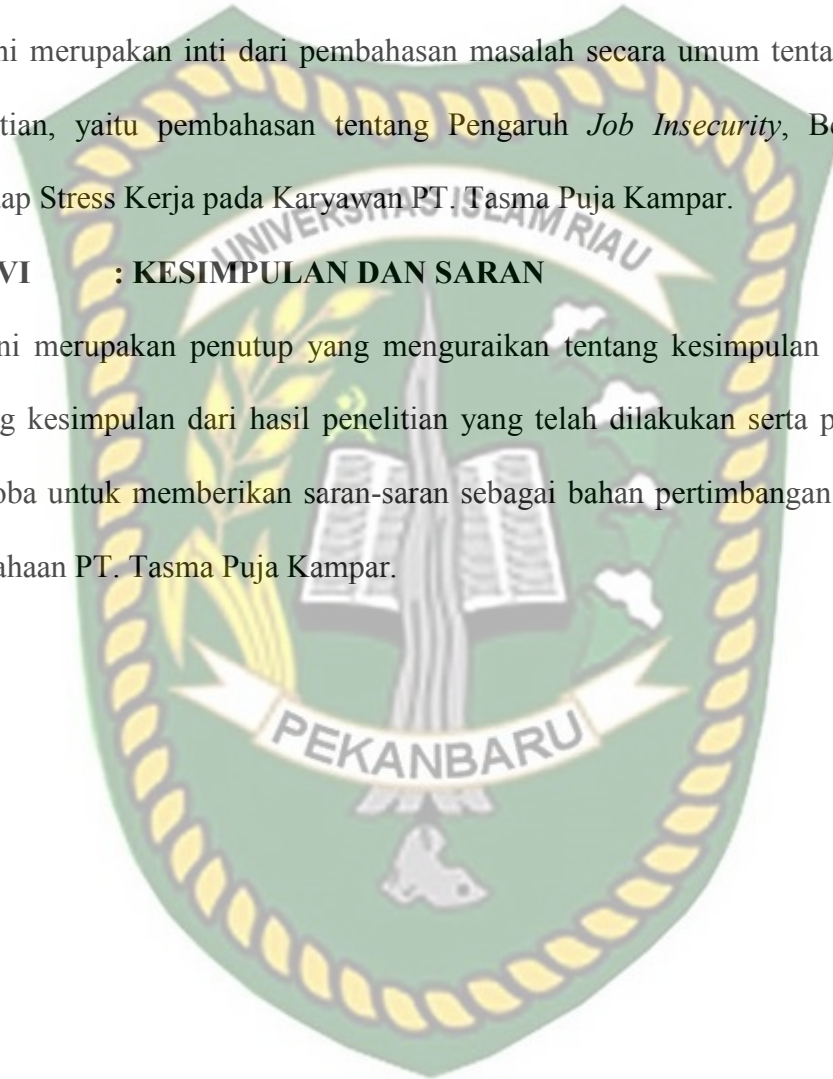 ni merupakan inti dari pembahasan masalah secara umum tenta
tian, yaitu pembahasan tentang Pengaruh Job Insecurity, Be
ap Stress Kerja pada Karyawan PT. Tasma Puja Kampar.
UNIVERSITAS ISLAM RIAU
VI : KESIMPULAN DAN SARAN
ni merupakan penutup yang menguraikan tentang kesimpulan
g kesimpulan dari hasil penelitian yang telah dilakukan serta p
oba untuk memberikan saran-saran sebagai bahan pertimbangan
ahaan PT. Tasma Puja Kampar.
PEKANBARU